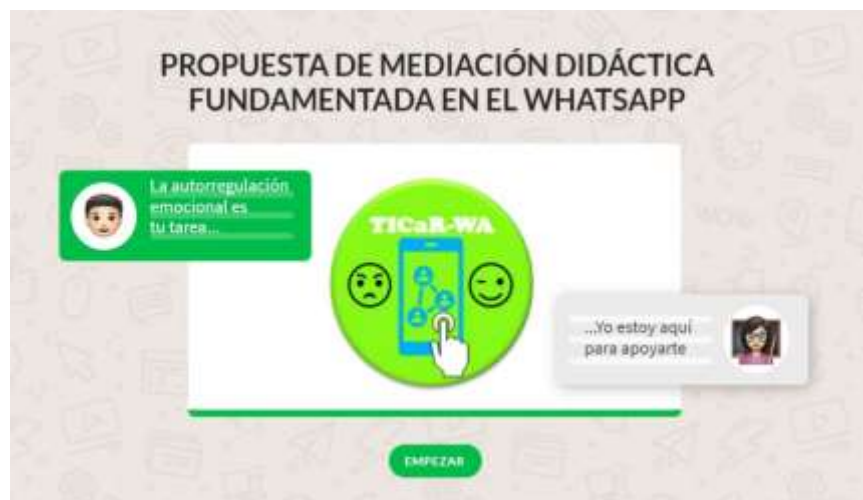 PROPUESTA DE MEDIACIÓN DIDÁCTICA
FUNDAMENTADA EN EL WHATSAPP
La autorregulación
emocional es
tu tarea...
TICaR-WA
...Yo estoy aquí
para apoyarte
EMPEZAR